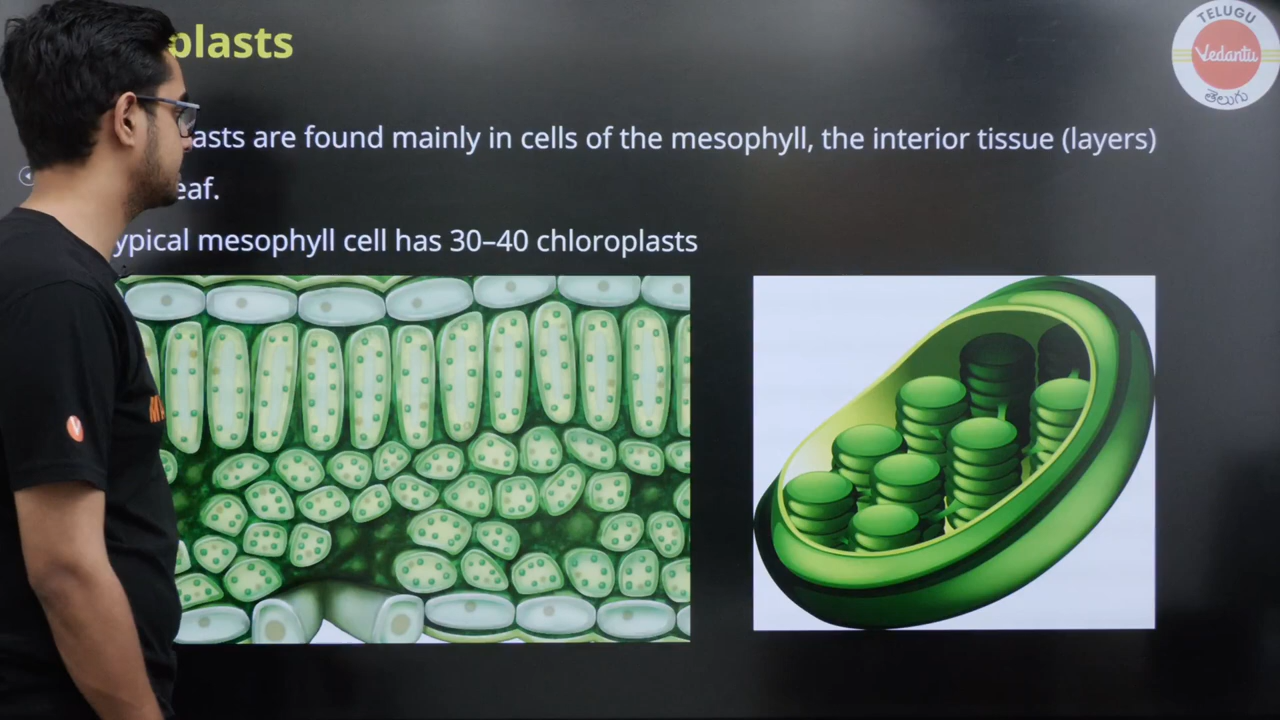 plasts
TELUGU
Vedantu
తెలుగు
asts are found mainly in cells of the mesophyll, the interior tissue (layers)
eaf.
ypical mesophyll cell has 30–40 chloroplasts
V